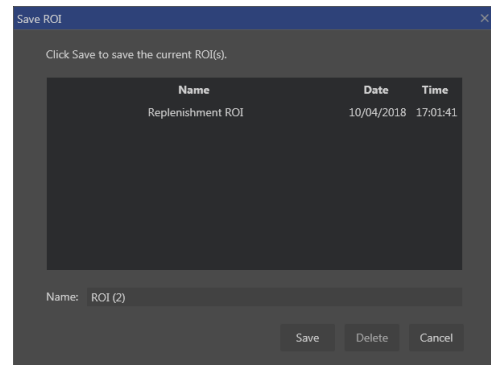 Save ROI
Click Save to save the current ROI(s).
Name Date Time
Replenishment ROI 10/04/2018 17:01:41
Name: ROI (2)
Save Delete Cancel